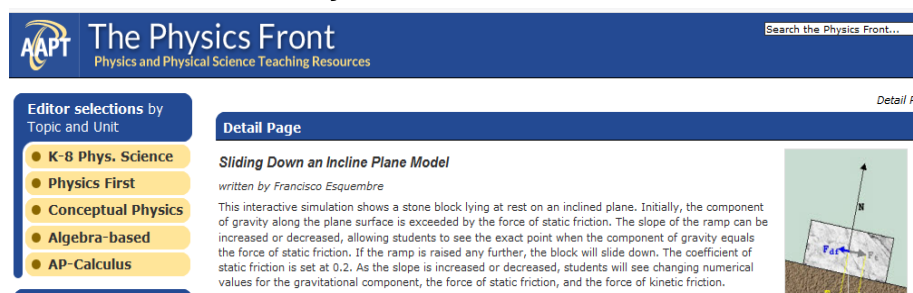 AAPT
The Physics Front
Physics and Physical Science Teaching Resources
Search the Physics Front...
Detail
Editor selections by
Topic and Unit
K-8 Phys. Science
Physics First
Conceptual Physics
Algebra-based
AP-Calculus
Detail Page
Sliding Down an Incline Plane Model
written by Francisco Esquembre
This interactive simulation shows a stone block lying at rest on an inclined plane. Initially, the component
of gravity along the plane surface is exceeded by the force of static friction. The slope of the ramp can be
increased or decreased, allowing students to see the exact point when the component of gravity equals
the force of static friction. If the ramp is raised any further, the block will slide down. The coefficient of
static friction is set at 0.2. As the slope is increased or decreased, students will see changing numerical
values for the gravitational component, the force of static friction, and the force of kinetic friction.
N